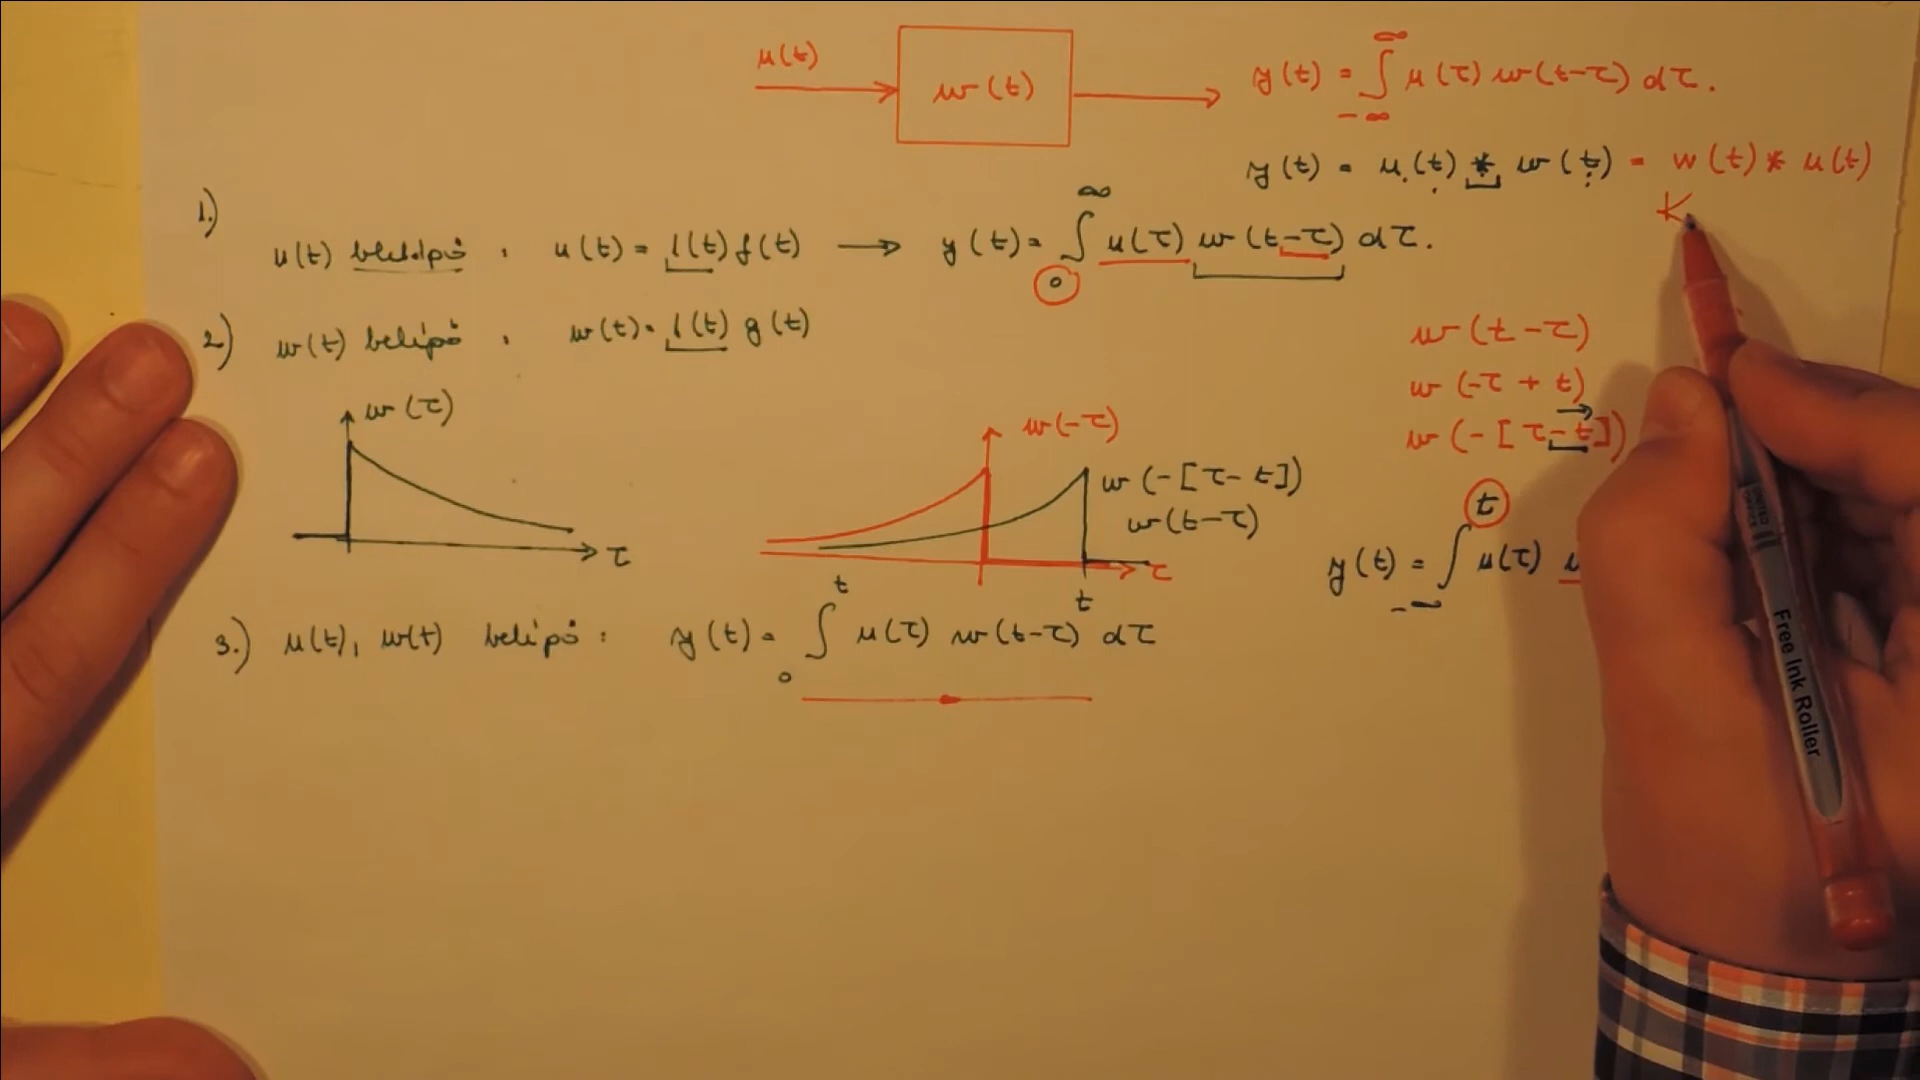 u(t)
w(t)
y(t) = ∫_{-∞}^{∞} u(τ) w(t-τ) dτ.
y(t) = u(t) * w(t) = w(t) * u(t)
K
1.)
u(t) belépő, u(t) = 1(t) f(t) → y(t) = ∫_{0}^{∞} u(τ) w(t-τ) dτ.
2.) w(t) belépő, w(t) = 1(t) g(t)
w(t-τ)
w(-τ + t)
w(-[τ-t])
w(τ)
τ
w(-τ)
w(-[τ-t])
w(t-τ)
τ
t
y(t) = ∫_{-∞}^{t} u(τ)
3.) u(t), w(t) belépő: y(t) = ∫_{0}^{t} u(τ) w(t-τ) dτ
Free Ink Roller